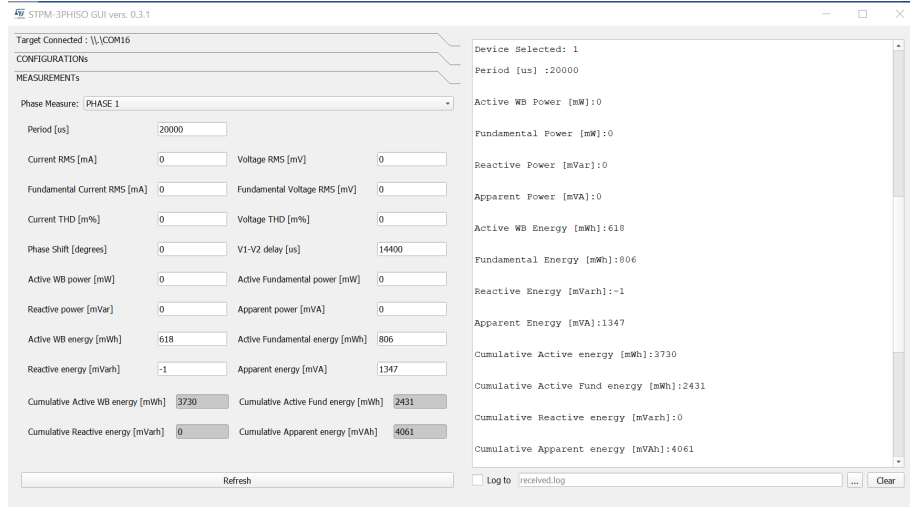 STPM-3PHISO GUI vers. 0.3.1
Target Connected : \\.\COM16
CONFIGURATIONs
MEASUREMENTs
Phase Measure: PHASE 1
Period [us] 20000
Current RMS [mA] 0 Voltage RMS [mV] 0
Fundamental Current RMS [mA] 0 Fundamental Voltage RMS [mV] 0
Current THD [m%] 0 Voltage THD [m%] 0
Phase Shift [degrees] 0 V1-V2 delay [us] 14400
Active WB power [mW] 0 Active Fundamental power [mW] 0
Reactive power [mVar] 0 Apparent power [mVA] 0
Active WB energy [mWh] 618 Active Fundamental energy [mWh] 806
Reactive energy [mVarh] -1 Apparent energy [mVA] 1347
Cumulative Active WB energy [mWh] 3730 Cumulative Active Fund energy [mWh] 2431
Cumulative Reactive energy [mVarh] 0 Cumulative Apparent energy [mVAh] 4061
Refresh
Device Selected: 1
Period [us] :20000
Active WB Power [mW]:0
Fundamental Power [mW]:0
Reactive Power [mVar]:0
Apparent Power [mVA]:0
Active WB Energy [mWh]:618
Fundamental Energy [mWh]:806
Reactive Energy [mVarh]:-1
Apparent Energy [mVA]:1347
Cumulative Active energy [mWh]:3730
Cumulative Active Fund energy [mWh]:2431
Cumulative Reactive energy [mVarh]:0
Cumulative Apparent energy [mVAh]:4061
Log to received.log ... Clear